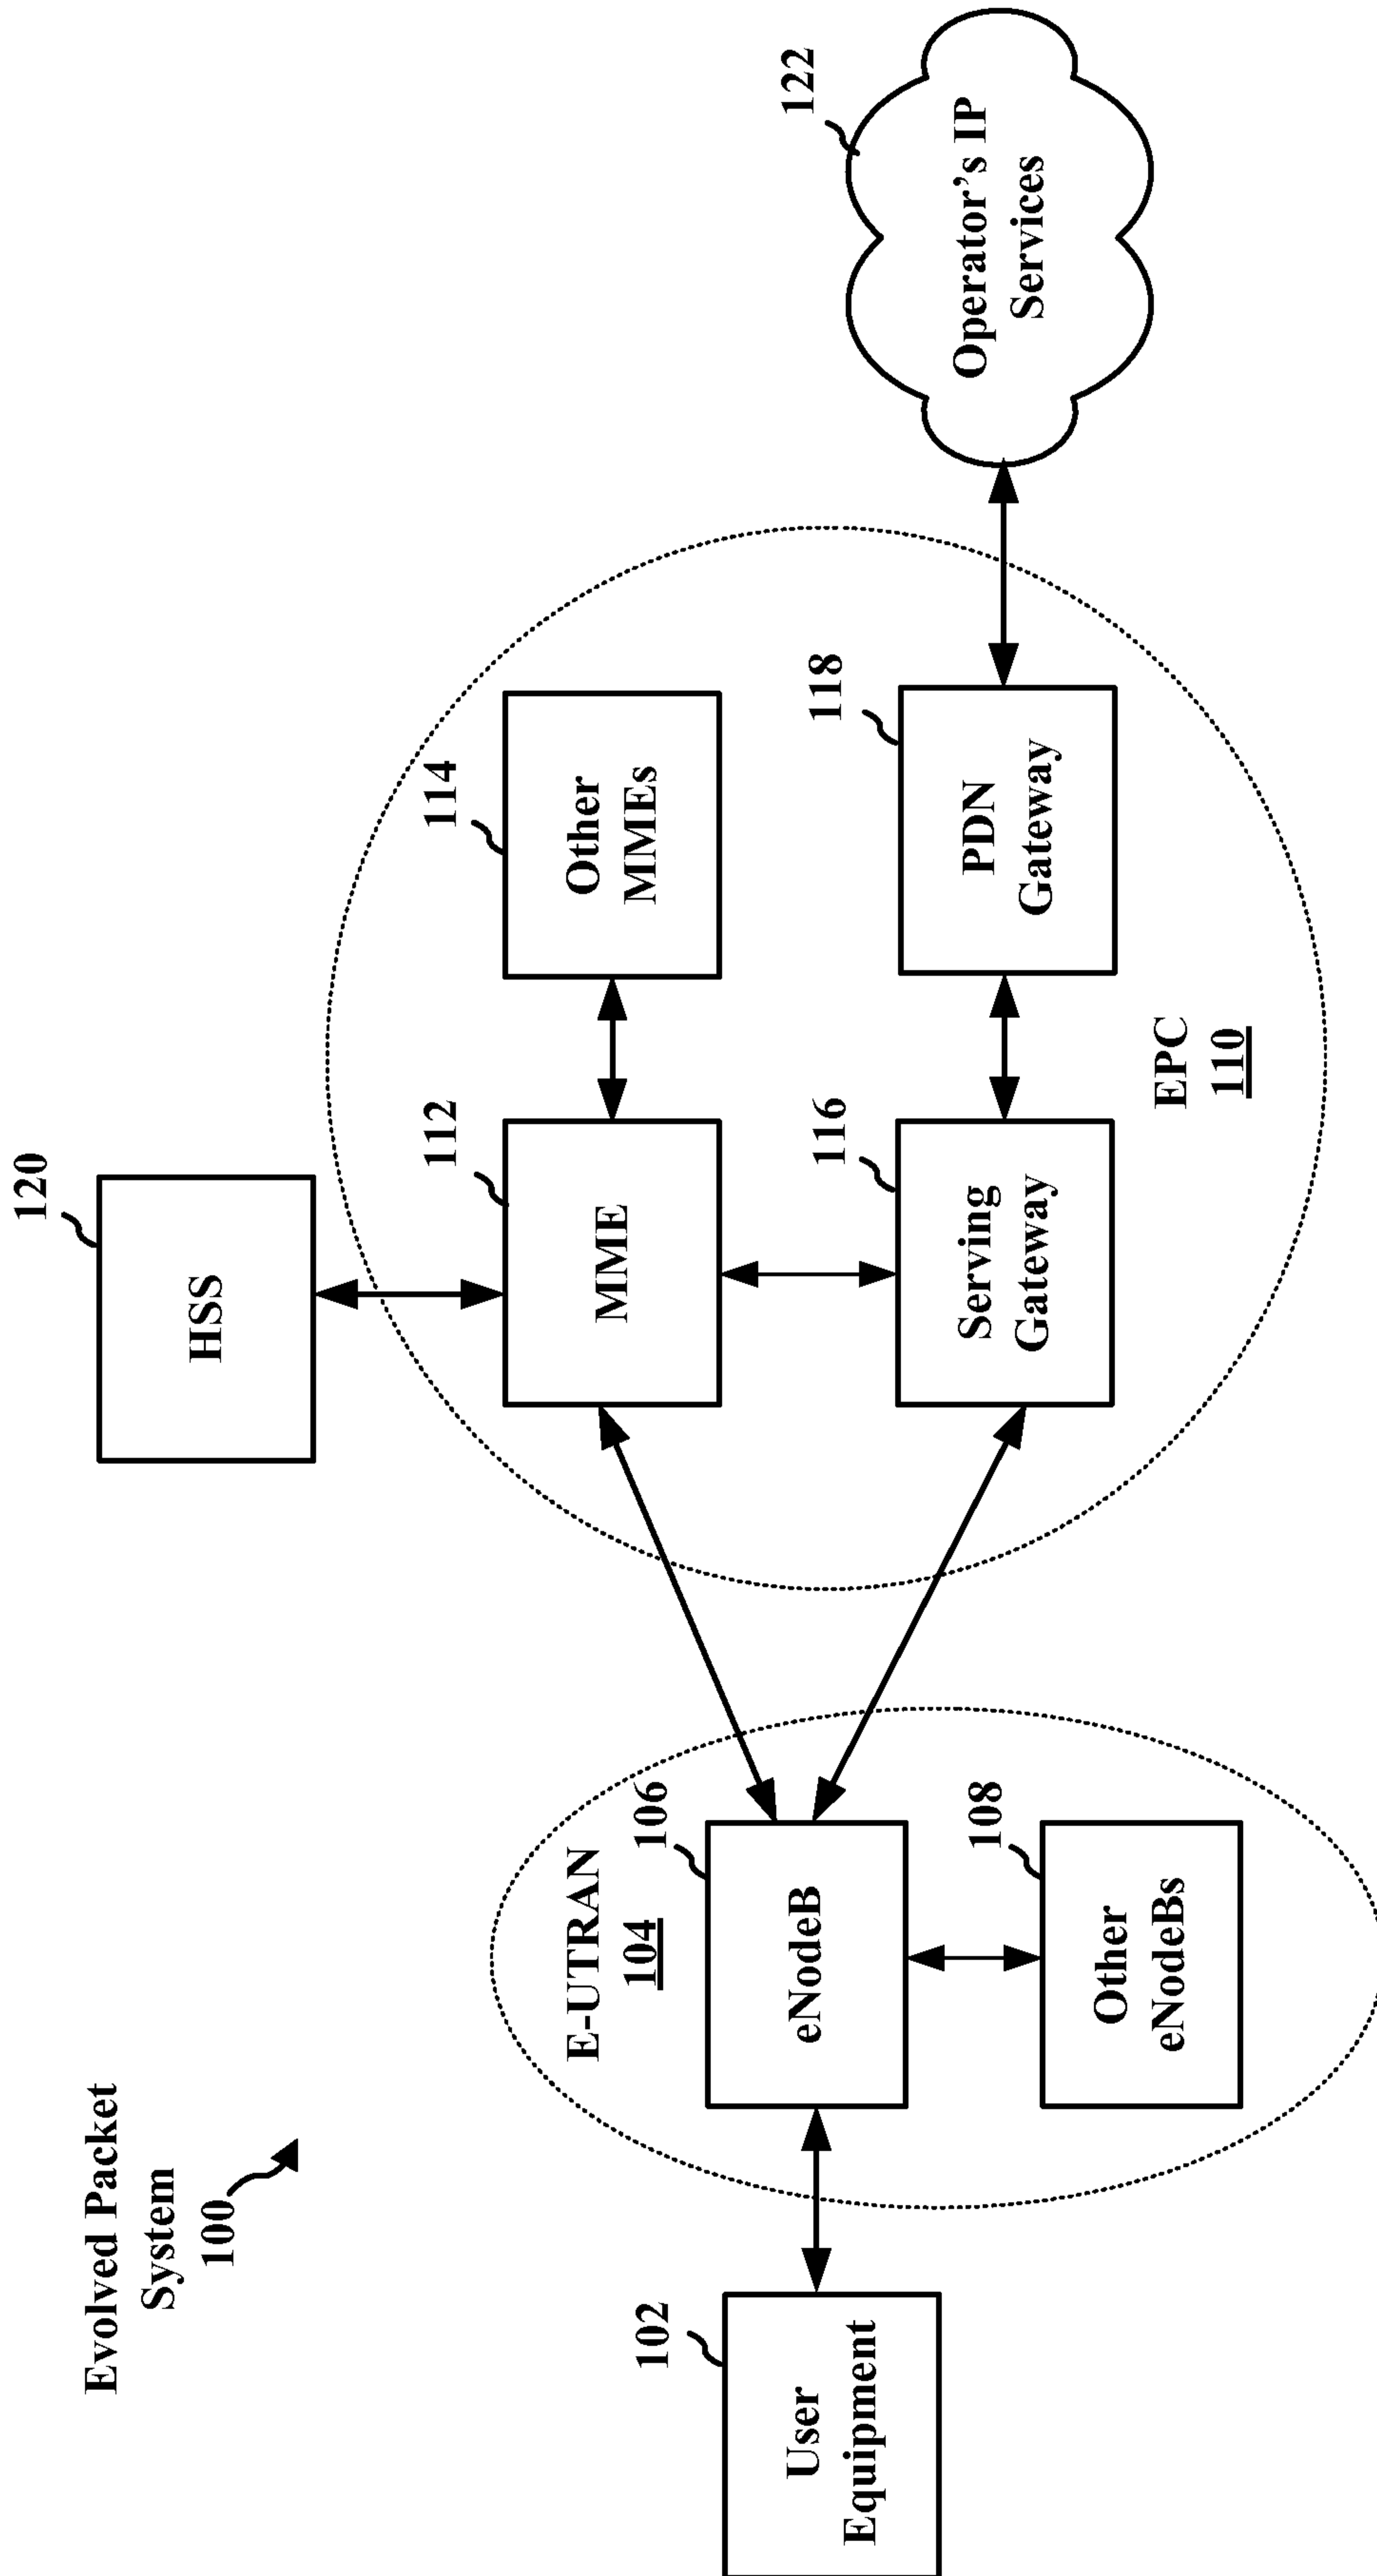 Evolved Packet
System
100
120
HSS
112
MME
114
Other
MMEs
122
Operator's IP
Services
E-UTRAN
104
106
eNodeB
102
User
Equipment
116
Serving
Gateway
118
PDN
Gateway
108
Other
eNodeBs
EPC
110